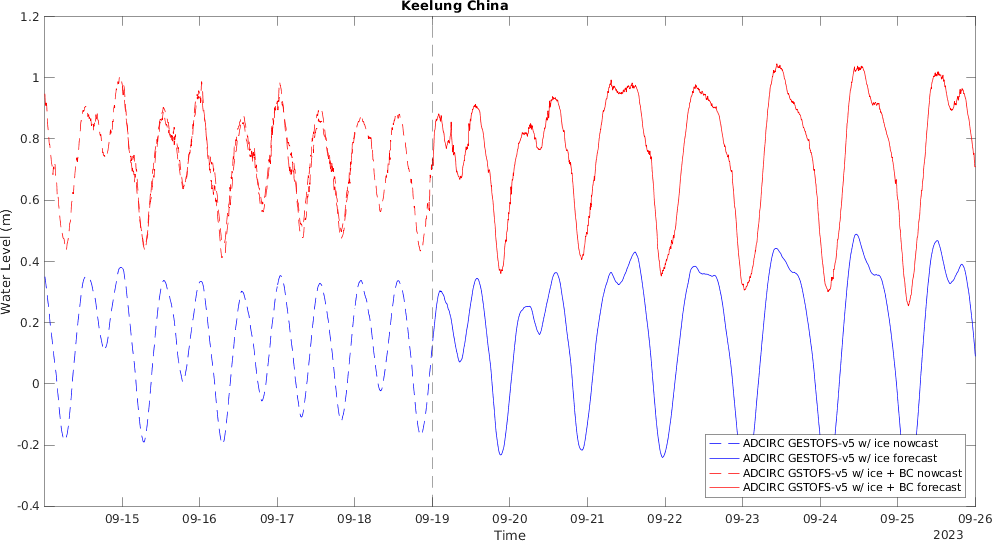 Keelung China
1.2
1
0.8
0.6
0.4
0.2
0
-0.2
-0.4
Water Level (m)
ADCIRC GESTOFS-v5 w/ ice nowcast
ADCIRC GESTOFS-v5 w/ ice forecast
ADCIRC GSTOFS-v5 w/ ice + BC nowcast
ADCIRC GSTOFS-v5 w/ ice + BC forecast
09-15 09-16 09-17 09-18 09-19 09-20 09-21 09-22 09-23 09-24 09-25 09-26
Time
2023